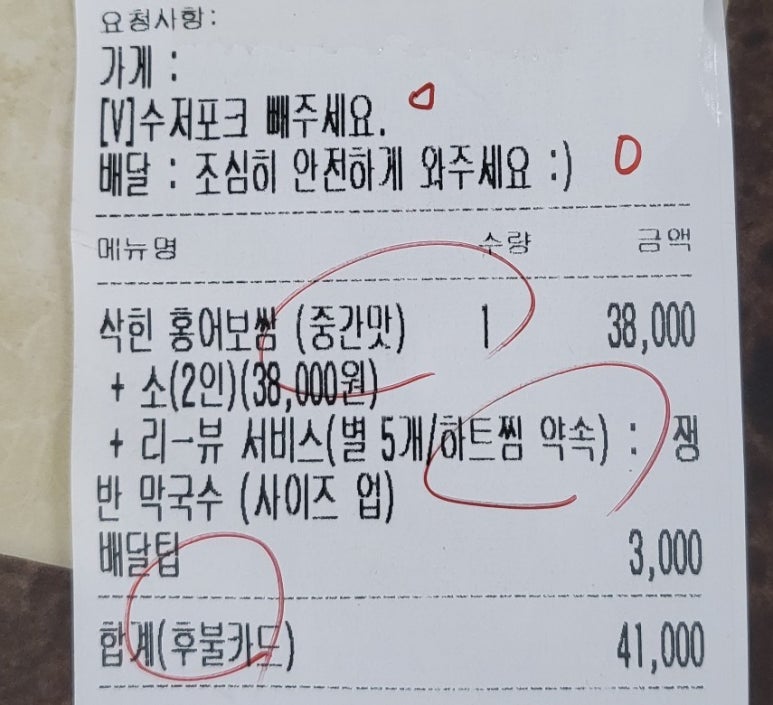 요청사항:
가게 :
[V]수저포크 빼주세요.
배달 : 조심히 안전하게 와주세요 :)
메뉴명 수량 금액
삭힌 홍어보쌈 (중간맛) 1 38,000
+ 소(2인)(38,000원)
+ 리-뷰 서비스(별 5개/하트찜 약속) : 쟁
반 막국수 (사이즈 업)
배달팁 3,000
합계(후불카드) 41,000